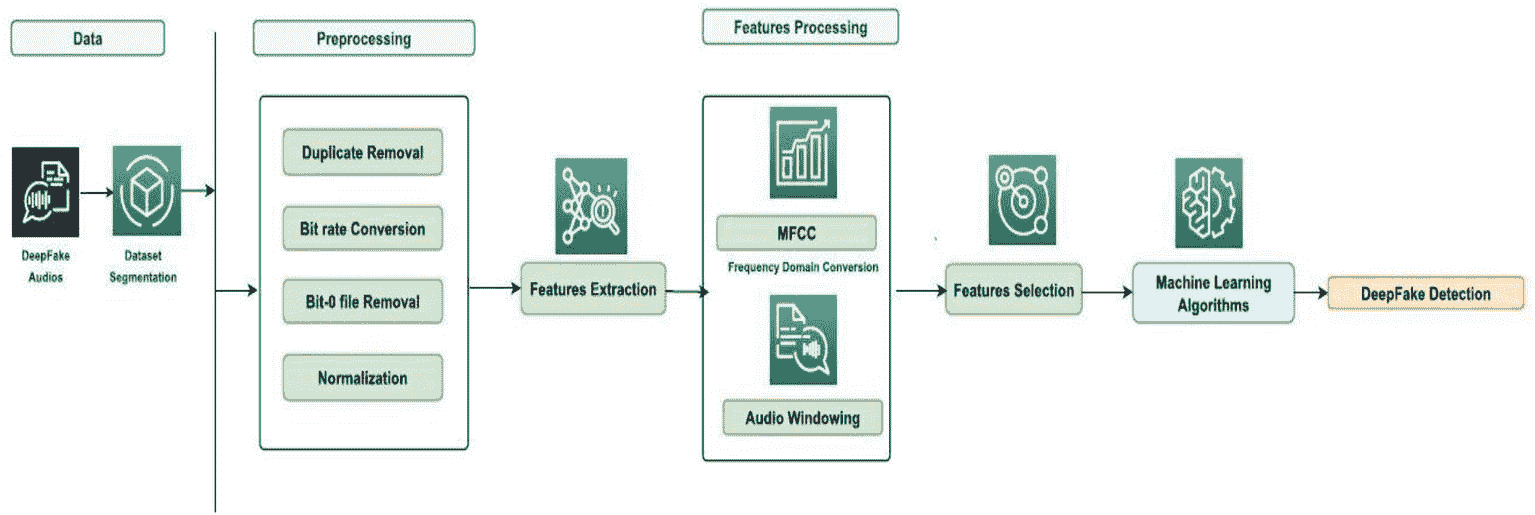 Data
DeepFake
Audios
Dataset
Segmentation
Preprocessing
Duplicate Removal
Bit rate Conversion
Bit-0 file Removal
Normalization
Features Extraction
Features Processing
MFCC
Frequency Domain Conversion
Audio Windowing
Features Selection
Machine Learning
Algorithms
DeepFake Detection